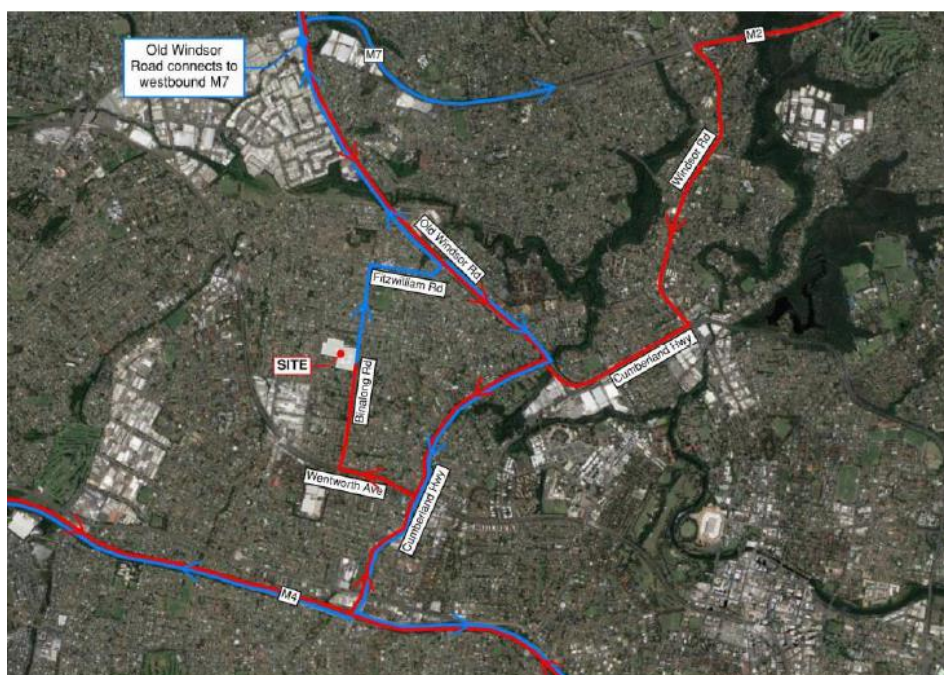 M2
Old Windsor
Road connects to
westbound M7
M7
Windsor Rd
Old Windsor Rd
Fitzwilliam Rd
SITE
Binalong Rd
Cumberland Hwy
Wentworth Ave
Cumberland Hwy
M4